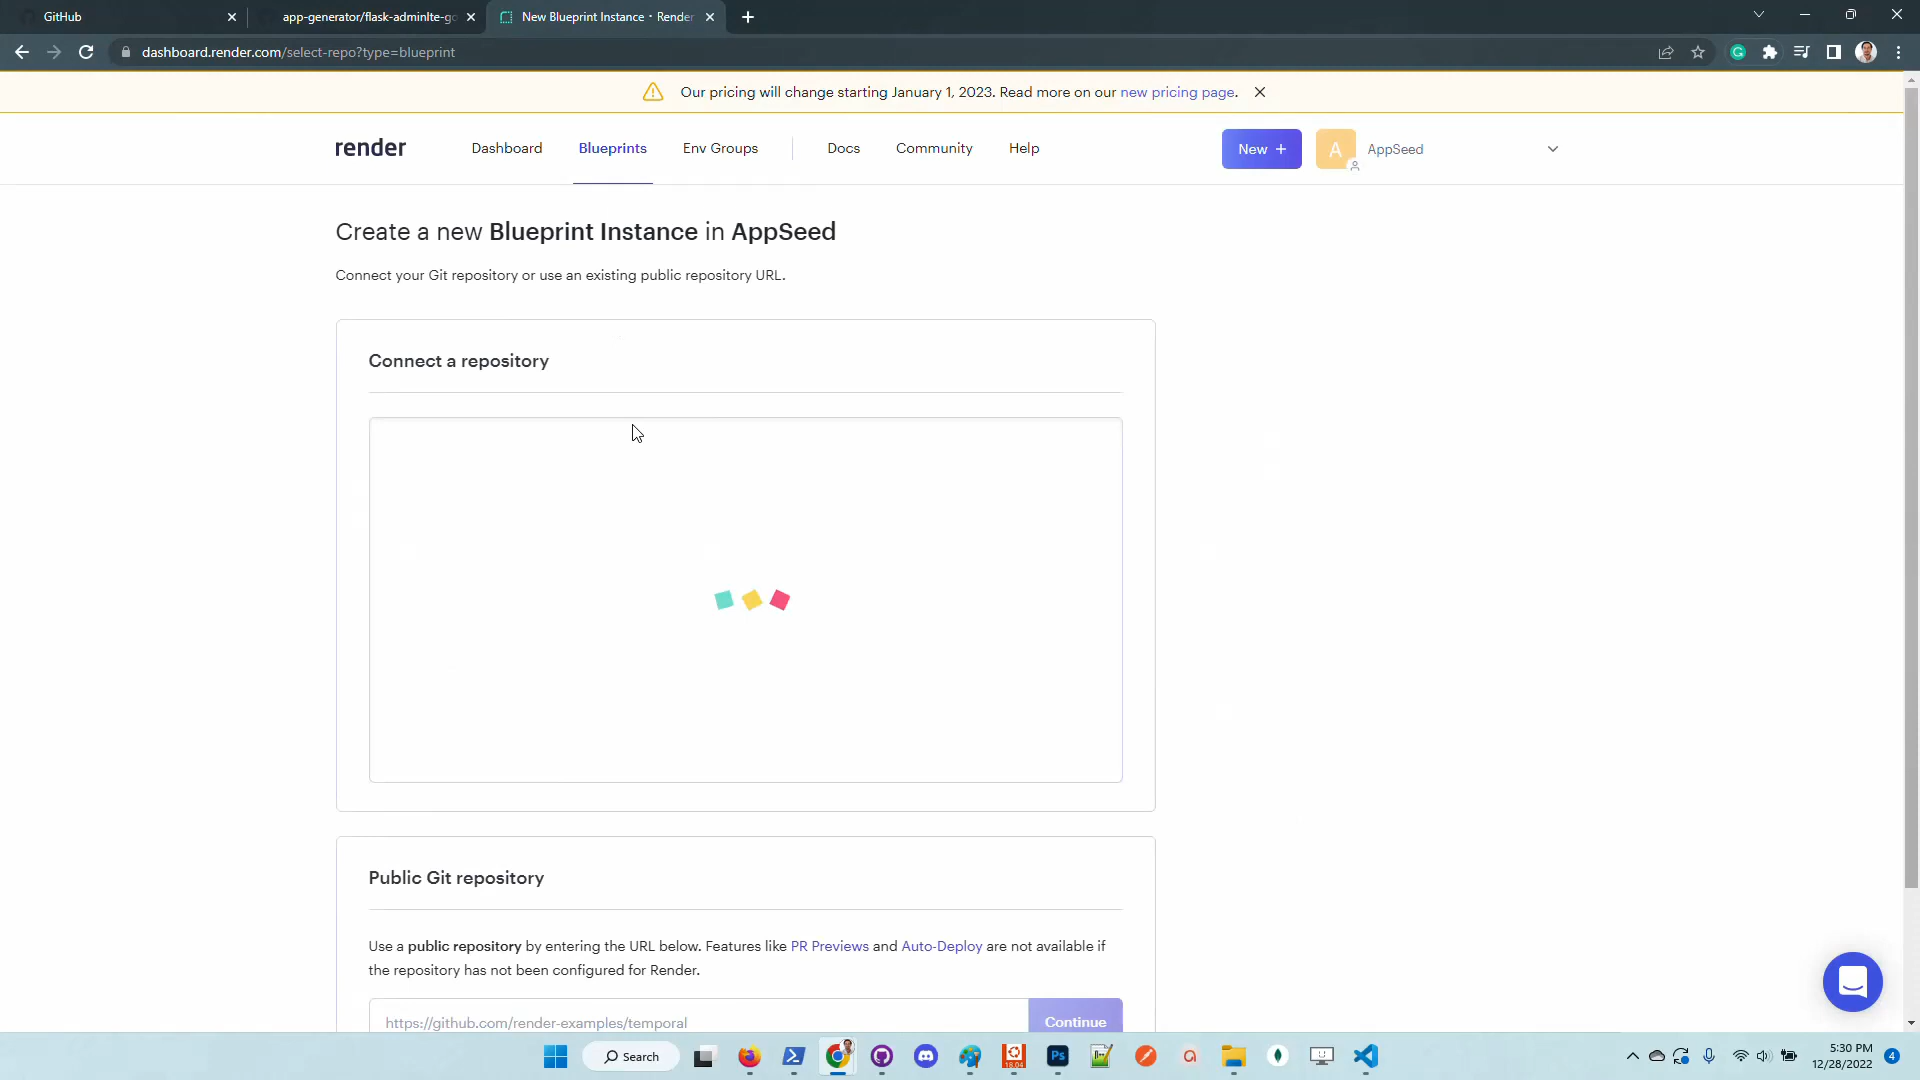 GitHub
app-generator/flask-adminlte-go
New Blueprint Instance · Render
dashboard.render.com/select-repo?type=blueprint
Our pricing will change starting January 1, 2023. Read more on our new pricing page.
render
Dashboard
Blueprints
Env Groups
Docs
Community
Help
New +
A
AppSeed
Create a new Blueprint Instance in AppSeed
Connect your Git repository or use an existing public repository URL.
Connect a repository
Public Git repository
Use a public repository by entering the URL below. Features like PR Previews and Auto-Deploy are not available if
the repository has not been configured for Render.
https://github.com/render-examples/temporal
Continue
Search
18.04
Ps
5:30 PM
12/28/2022
4